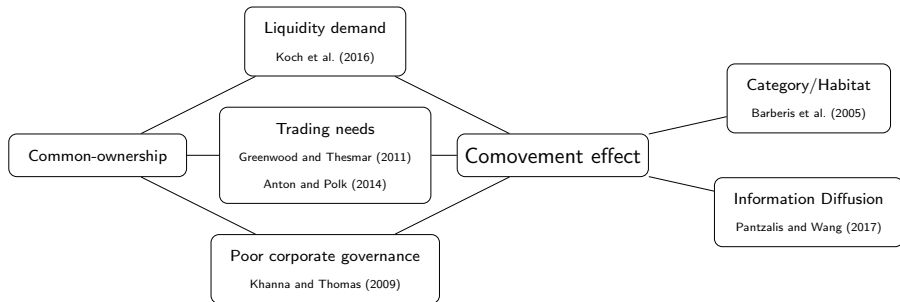 Liquidity demand
Koch et al. (2016)
Common-ownership
Trading needs
Greenwood and Thesmar (2011)
Anton and Polk (2014)
Poor corporate governance
Khanna and Thomas (2009)
Comovement effect
Category/Habitat
Barberis et al. (2005)
Information Diffusion
Pantzalis and Wang (2017)